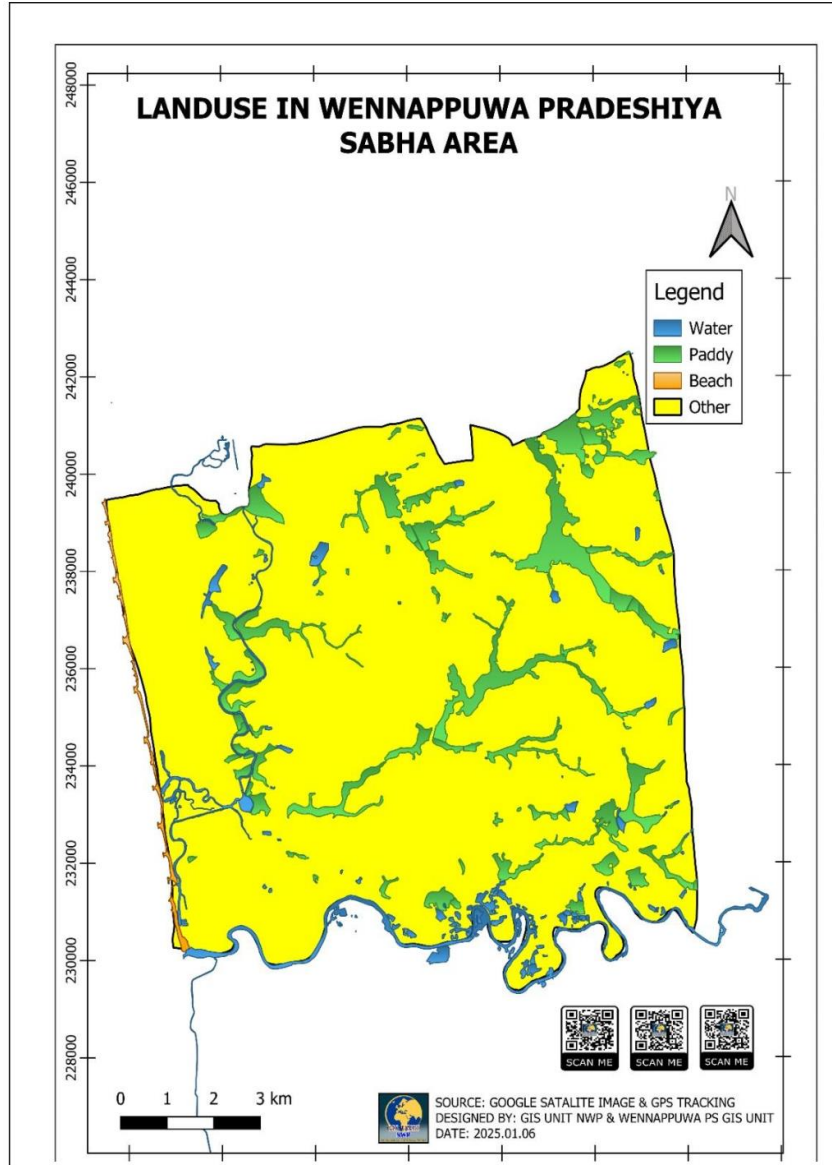 LANDUSE IN WENNAPPUWA PRADESHIYA
SABHA AREA
N
Legend
Water
Paddy
Beach
Other
248000
246000
244000
242000
240000
238000
236000
234000
232000
230000
228000
SCAN ME
SCAN ME
SCAN ME
0 1 2 3 km
NWP
SOURCE: GOOGLE SATALITE IMAGE & GPS TRACKING
DESIGNED BY: GIS UNIT NWP & WENNAPPUWA PS GIS UNIT
DATE: 2025.01.06